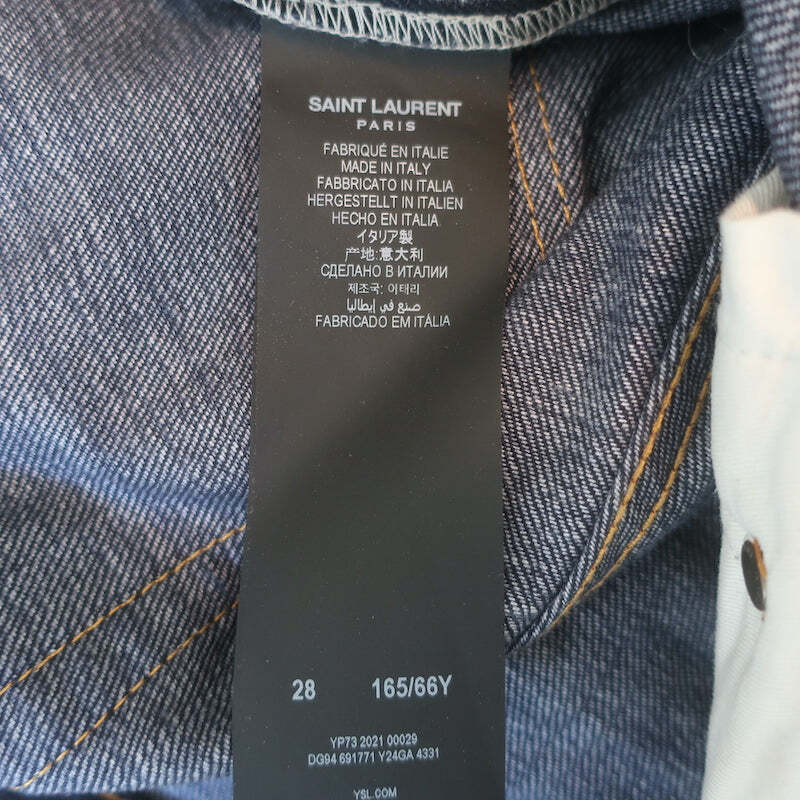 SAINT LAURENT
PARIS
FABRIQUÉ EN ITALIE
MADE IN ITALY
FABBRICATO IN ITALIA
HERGESTELLT IN ITALIEN
HECHO EN ITALIA
イタリア製
产地:意大利
СДЕЛАНО В ИТАЛИИ
제조국: 이태리
صنع في إيطاليا
FABRICADO EM ITÁLIA
28 165/66Y
YP73 2021 00029
DG94 691771 Y24GA 4331
YSL.COM